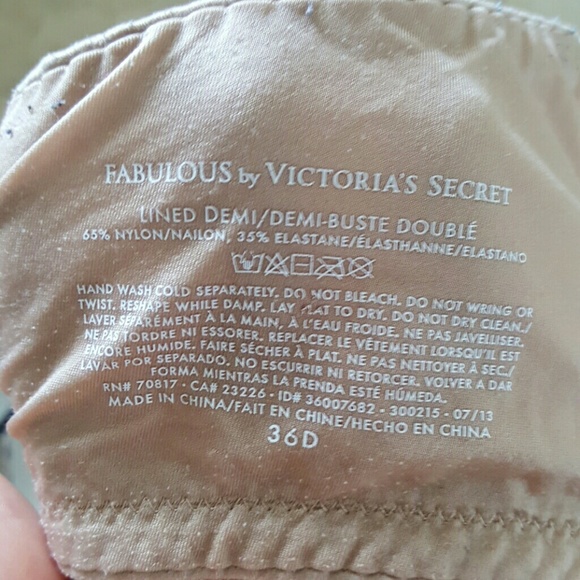 FABULOUS by VICTORIA'S SECRET
LINED DEMI/DEMI-BUSTE DOUBLÉ
65% NYLON/NAILON, 35% ELASTANE/ÉLASTHANNE/ELASTANO
HAND WASH COLD SEPARATELY. DO NOT BLEACH. DO NOT WRING OR
TWIST. RESHAPE WHILE DAMP. LAY FLAT TO DRY. DO NOT DRY CLEAN./
LAVER SÉPARÉMENT À LA MAIN, À L'EAU FROIDE. NE PAS JAVELLISER.
NE PAS TORDRE NI ESSORER. REPLACER LE VÊTEMENT LORSQU'IL EST
ENCORE HUMIDE. FAIRE SÉCHER À PLAT. NE PAS NETTOYER À SEC./
LAVAR POR SEPARADO. NO ESCURRIR NI RETORCER. VOLVER A DAR
FORMA MIENTRAS LA PRENDA ESTÉ HÚMEDA.
RN# 70817 • CA# 23226 • ID# 36007682 - 300215 - 07/13
MADE IN CHINA/FAIT EN CHINE/HECHO EN CHINA
36D